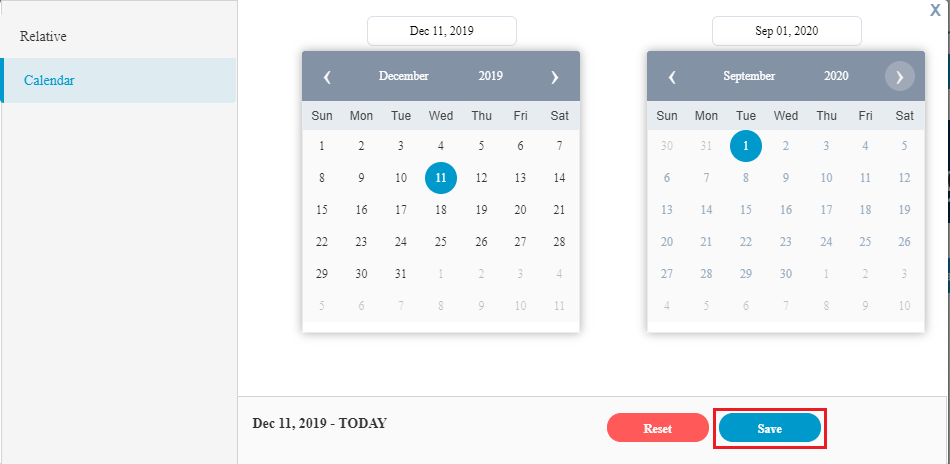 X
Relative
Calendar
Dec 11, 2019
December 2019
Sun Mon Tue Wed Thu Fri Sat
1 2 3 4 5 6 7
8 9 10 11 12 13 14
15 16 17 18 19 20 21
22 23 24 25 26 27 28
29 30 31 1 2 3 4
5 6 7 8 9 10 11
Sep 01, 2020
September 2020
Sun Mon Tue Wed Thu Fri Sat
30 31 1 2 3 4 5
6 7 8 9 10 11 12
13 14 15 16 17 18 19
20 21 22 23 24 25 26
27 28 29 30 1 2 3
4 5 6 7 8 9 10
Dec 11, 2019 - TODAY
Reset
Save